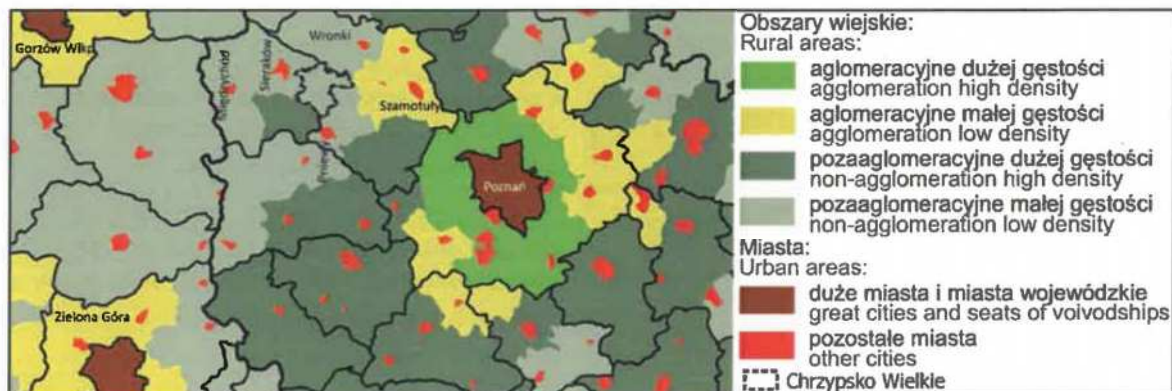 Gorzów Wlkp.
Międzychód
Sieraków
Wronki
Szamotuły
Pniewy
Poznań
Zielona Góra
Obszary wiejskie:
Rural areas:
aglomeracyjne dużej gęstości
agglomeration high density
aglomeracyjne małej gęstości
agglomeration low density
pozaaglomeracyjne dużej gęstości
non-agglomeration high density
pozaaglomeracyjne małej gęstości
non-agglomeration low density
Miasta:
Urban areas:
duże miasta i miasta wojewódzkie
great cities and seats of voivodships
pozostałe miasta
other cities
Chrzypsko Wielkie